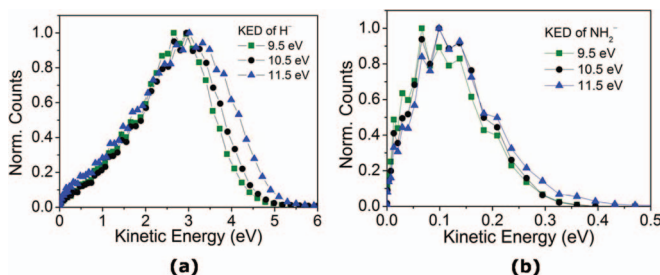 KED of H⁻
9.5 eV
10.5 eV
11.5 eV
Norm. Counts
1.0
0.8
0.6
0.4
0.2
0.0
0 1 2 3 4 5 6
Kinetic Energy (eV)
(a)
KED of NH₂⁻
9.5 eV
10.5 eV
11.5 eV
Norm. Counts
1.0
0.8
0.6
0.4
0.2
0.0
0.0 0.1 0.2 0.3 0.4 0.5
Kinetic Energy (eV)
(b)